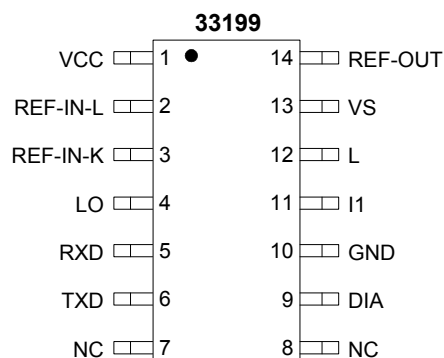 33199
VCC 1 14 REF-OUT
REF-IN-L 2 13 VS
REF-IN-K 3 12 L
LO 4 11 I1
RXD 5 10 GND
TXD 6 9 DIA
NC 7 8 NC